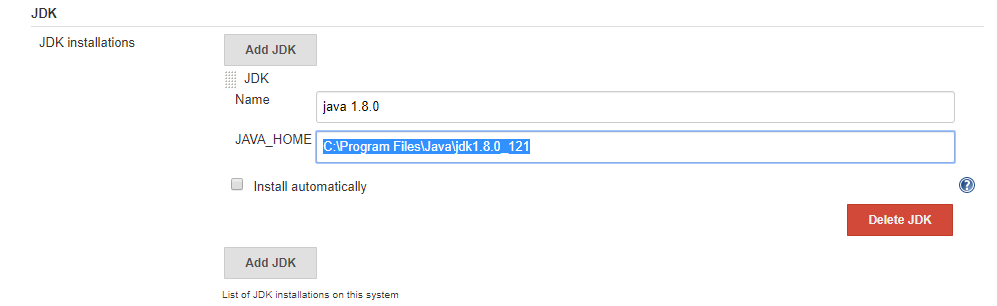 JDK
JDK installations
Add JDK
JDK
Name
java 1.8.0
JAVA_HOME
C:\Program Files\Java\jdk1.8.0_121
Install automatically
?
Delete JDK
Add JDK
List of JDK installations on this system